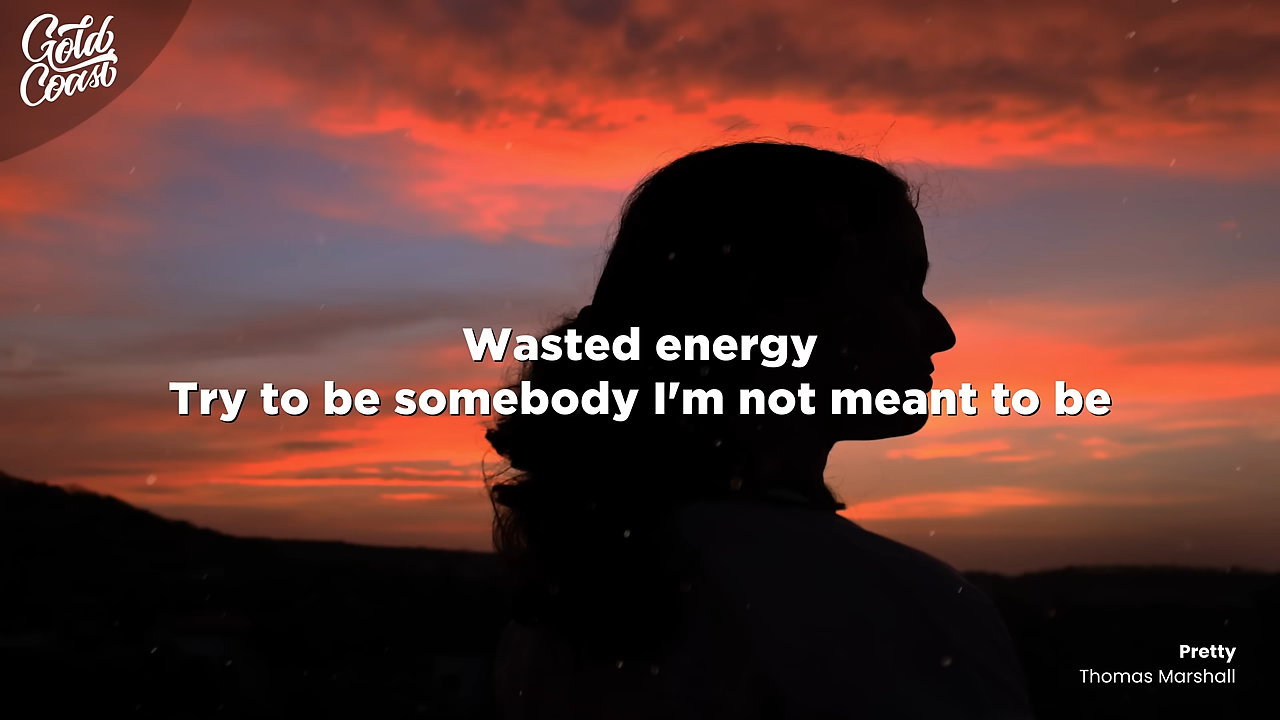 Gold
Coast
Wasted energy
Try to be somebody I'm not meant to be
Pretty
Thomas Marshall